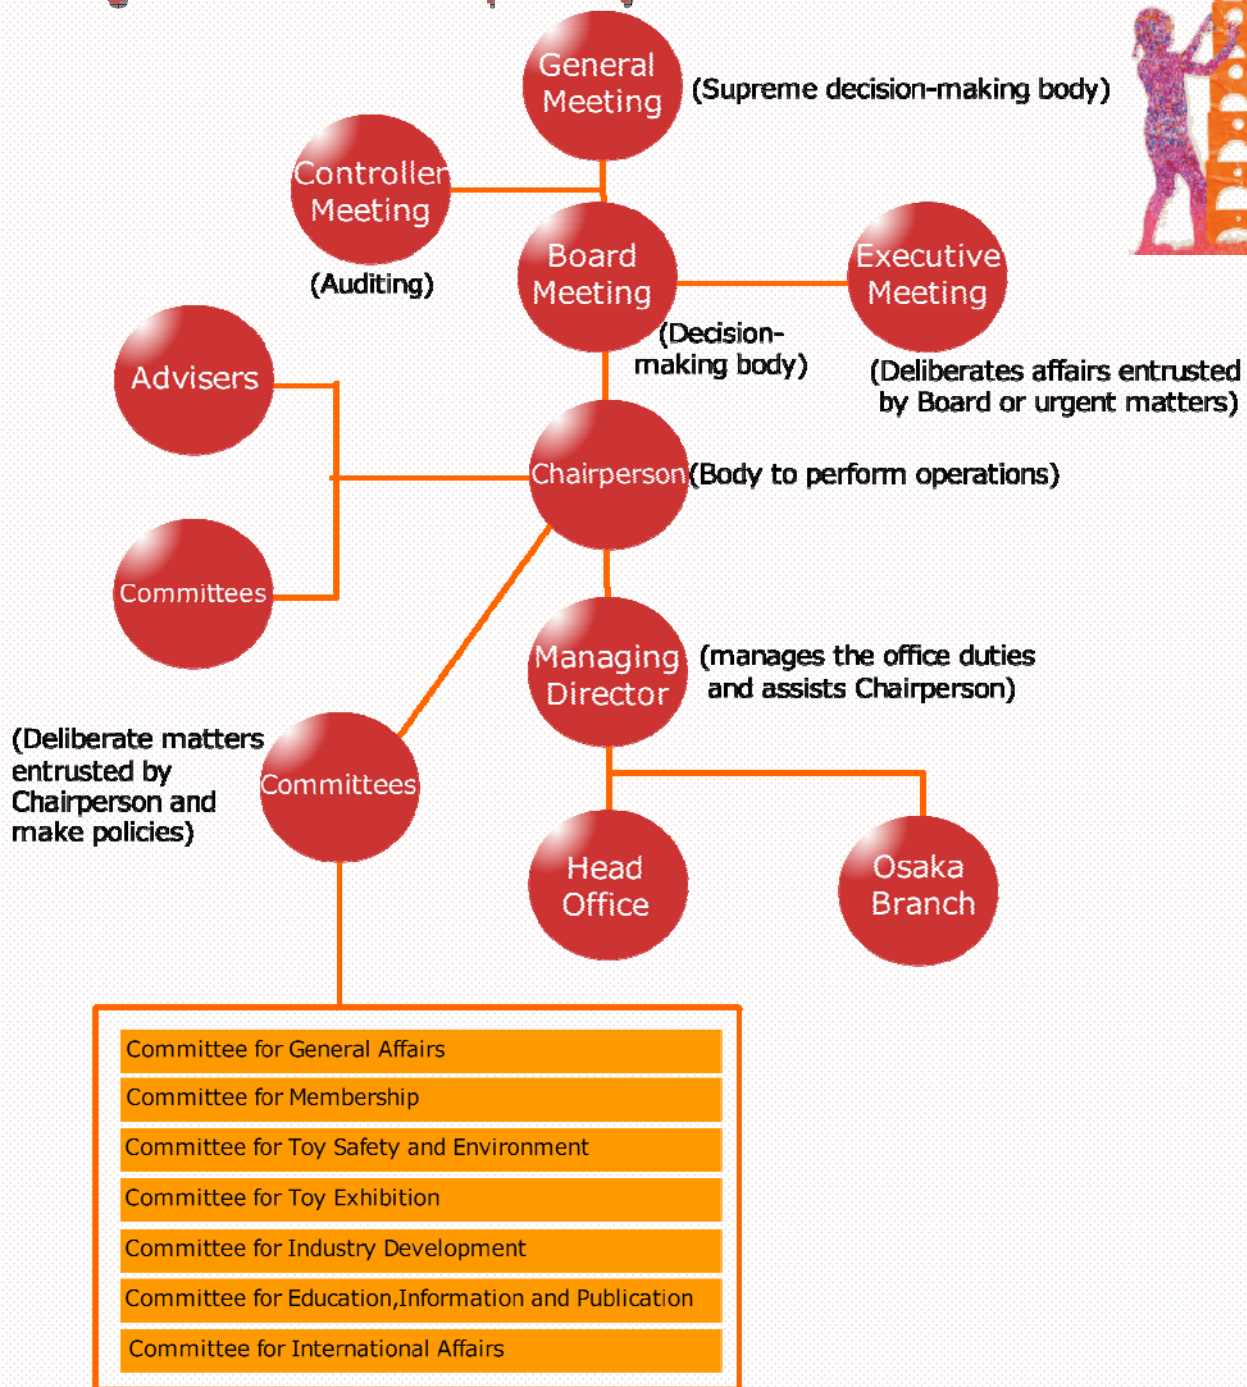 General
Meeting
(Supreme decision-making body)
Controller
Meeting
(Auditing)
Board
Meeting
(Decision-
making body)
Executive
Meeting
(Deliberates affairs entrusted
by Board or urgent matters)
Advisers
Chairperson
(Body to perform operations)
Committees
Managing
Director
(manages the office duties
and assists Chairperson)
(Deliberate matters
entrusted by
Chairperson and
make policies)
Committees
Head
Office
Osaka
Branch
Committee for General Affairs
Committee for Membership
Committee for Toy Safety and Environment
Committee for Toy Exhibition
Committee for Industry Development
Committee for Education,Information and Publication
Committee for International Affairs